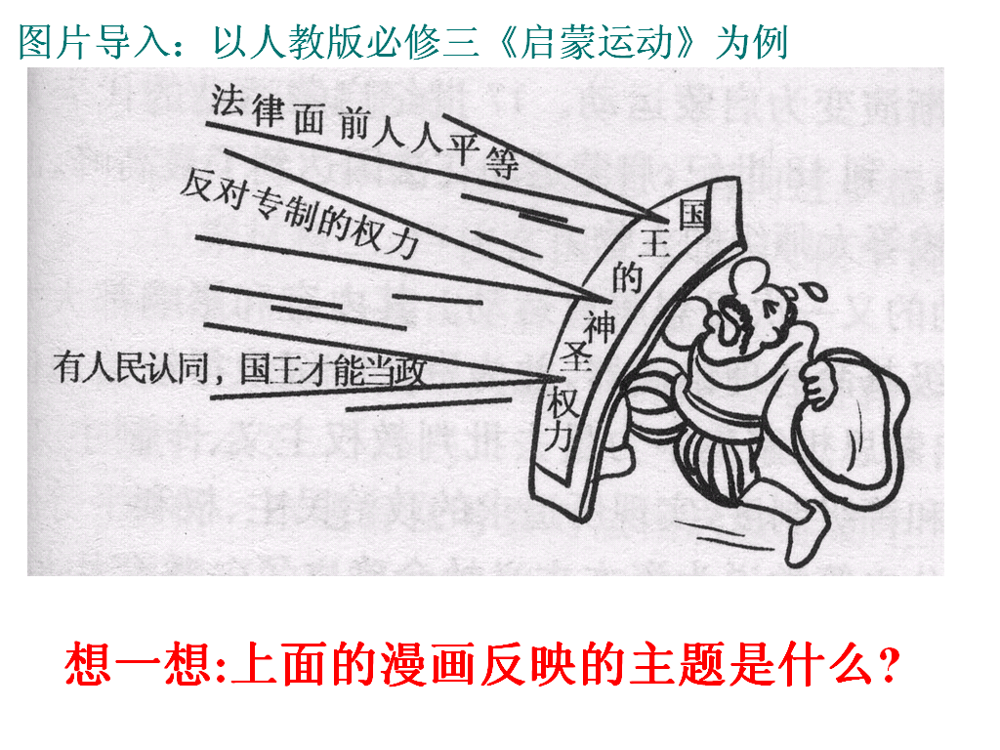 图片导入：以人教版必修三《启蒙运动》为例
法律面前人人平等
反对专制的权力
有人民认同，国王才能当政
国王的神圣权力
想一想:上面的漫画反映的主题是什么?